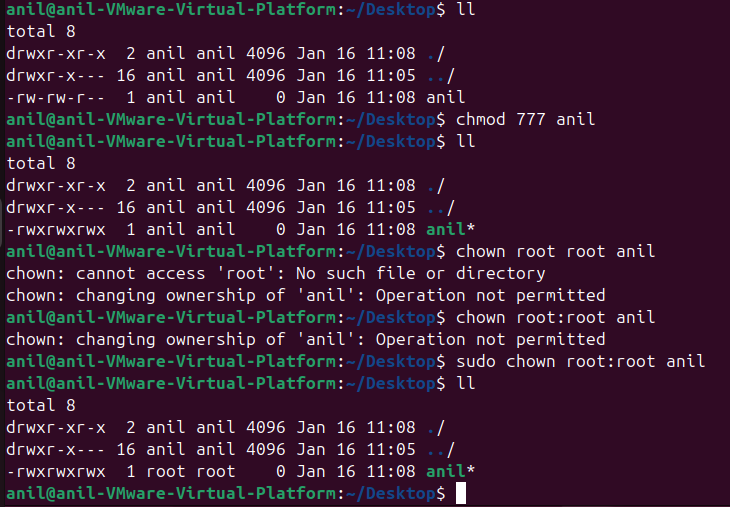 anil@anil-VMware-Virtual-Platform:~/Desktop$ ll
total 8
drwxr-xr-x  2 anil anil 4096 Jan 16 11:08 ./
drwxr-x--- 16 anil anil 4096 Jan 16 11:05 ../
-rw-rw-r--  1 anil anil    0 Jan 16 11:08 anil
anil@anil-VMware-Virtual-Platform:~/Desktop$ chmod 777 anil
anil@anil-VMware-Virtual-Platform:~/Desktop$ ll
total 8
drwxr-xr-x  2 anil anil 4096 Jan 16 11:08 ./
drwxr-x--- 16 anil anil 4096 Jan 16 11:05 ../
-rwxrwxrwx  1 anil anil    0 Jan 16 11:08 anil*
anil@anil-VMware-Virtual-Platform:~/Desktop$ chown root root anil
chown: cannot access 'root': No such file or directory
chown: changing ownership of 'anil': Operation not permitted
anil@anil-VMware-Virtual-Platform:~/Desktop$ chown root:root anil
chown: changing ownership of 'anil': Operation not permitted
anil@anil-VMware-Virtual-Platform:~/Desktop$ sudo chown root:root anil
anil@anil-VMware-Virtual-Platform:~/Desktop$ ll
total 8
drwxr-xr-x  2 anil anil 4096 Jan 16 11:08 ./
drwxr-x--- 16 anil anil 4096 Jan 16 11:05 ../
-rwxrwxrwx  1 root root    0 Jan 16 11:08 anil*
anil@anil-VMware-Virtual-Platform:~/Desktop$